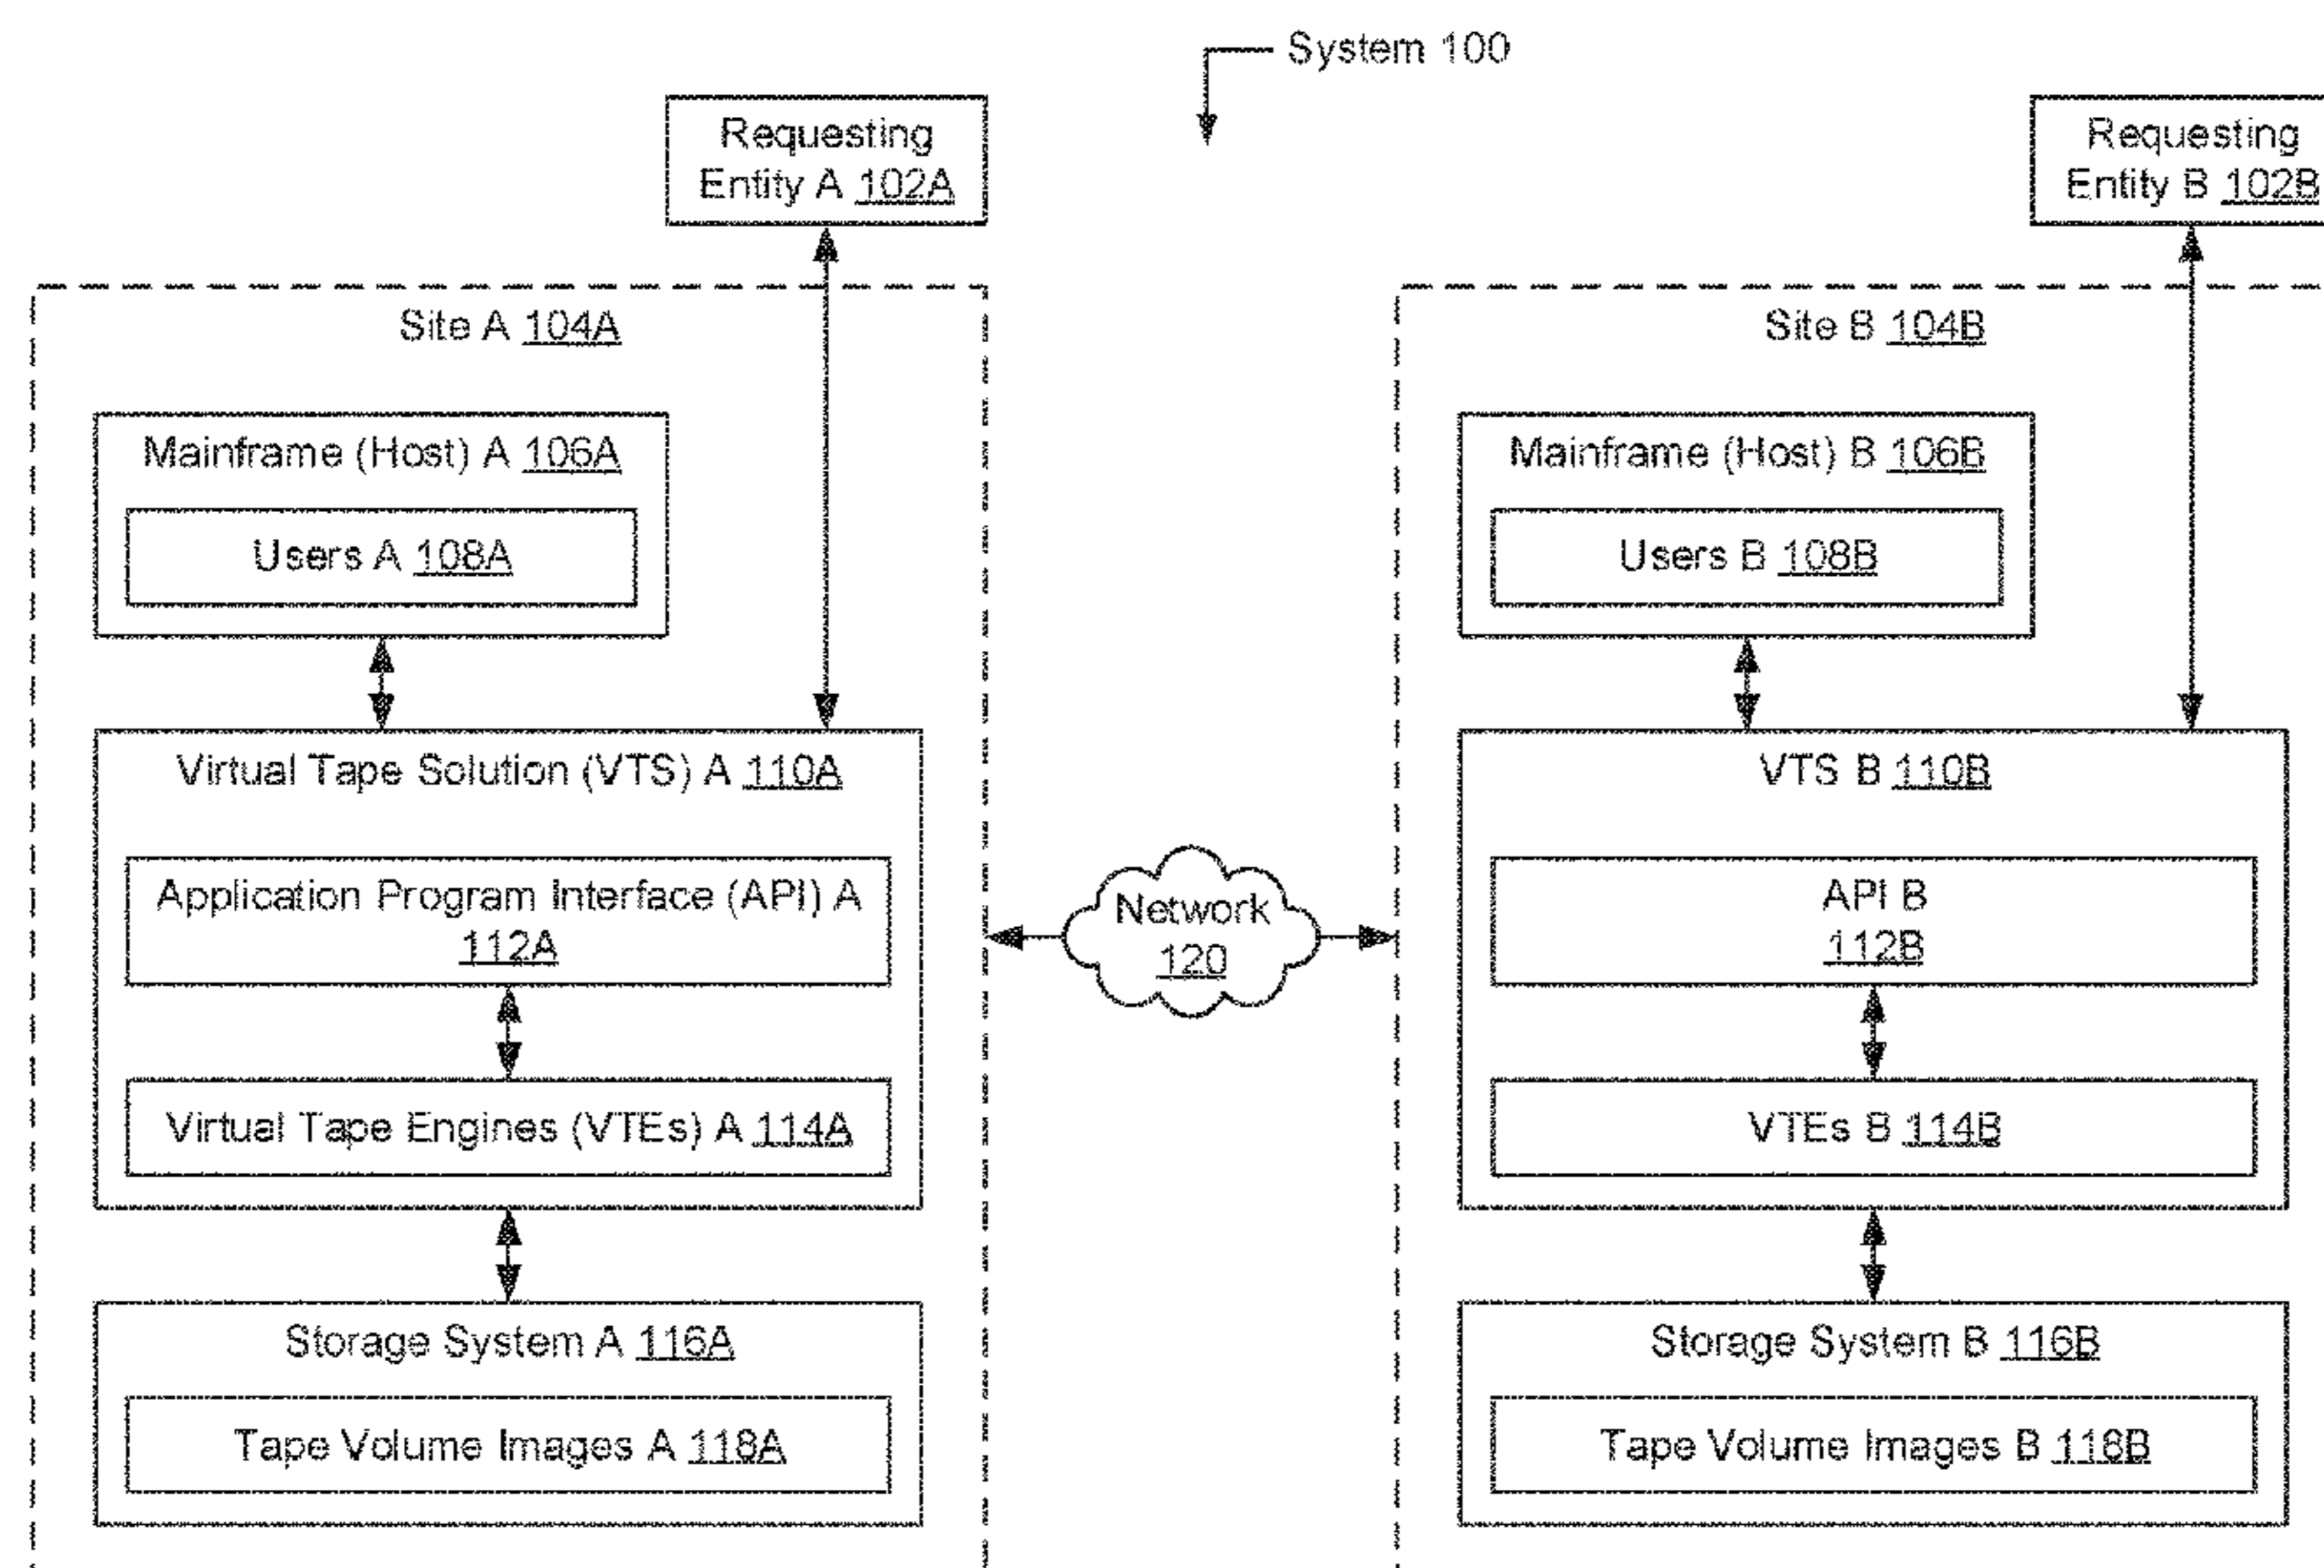 System 100
Requesting
Entity A 102A
Site A 104A
Mainframe (Host) A 106A
Users A 108A
Virtual Tape Solution (VTS) A 110A
Application Program Interface (API) A
112A
Virtual Tape Engines (VTEs) A 114A
Storage System A 116A
Tape Volume Images A 118A
Network
120
Requesting
Entity B 102B
Site B 104B
Mainframe (Host) B 106B
Users B 108B
VTS B 110B
API B
112B
VTEs B 114B
Storage System B 116B
Tape Volume Images B 118B